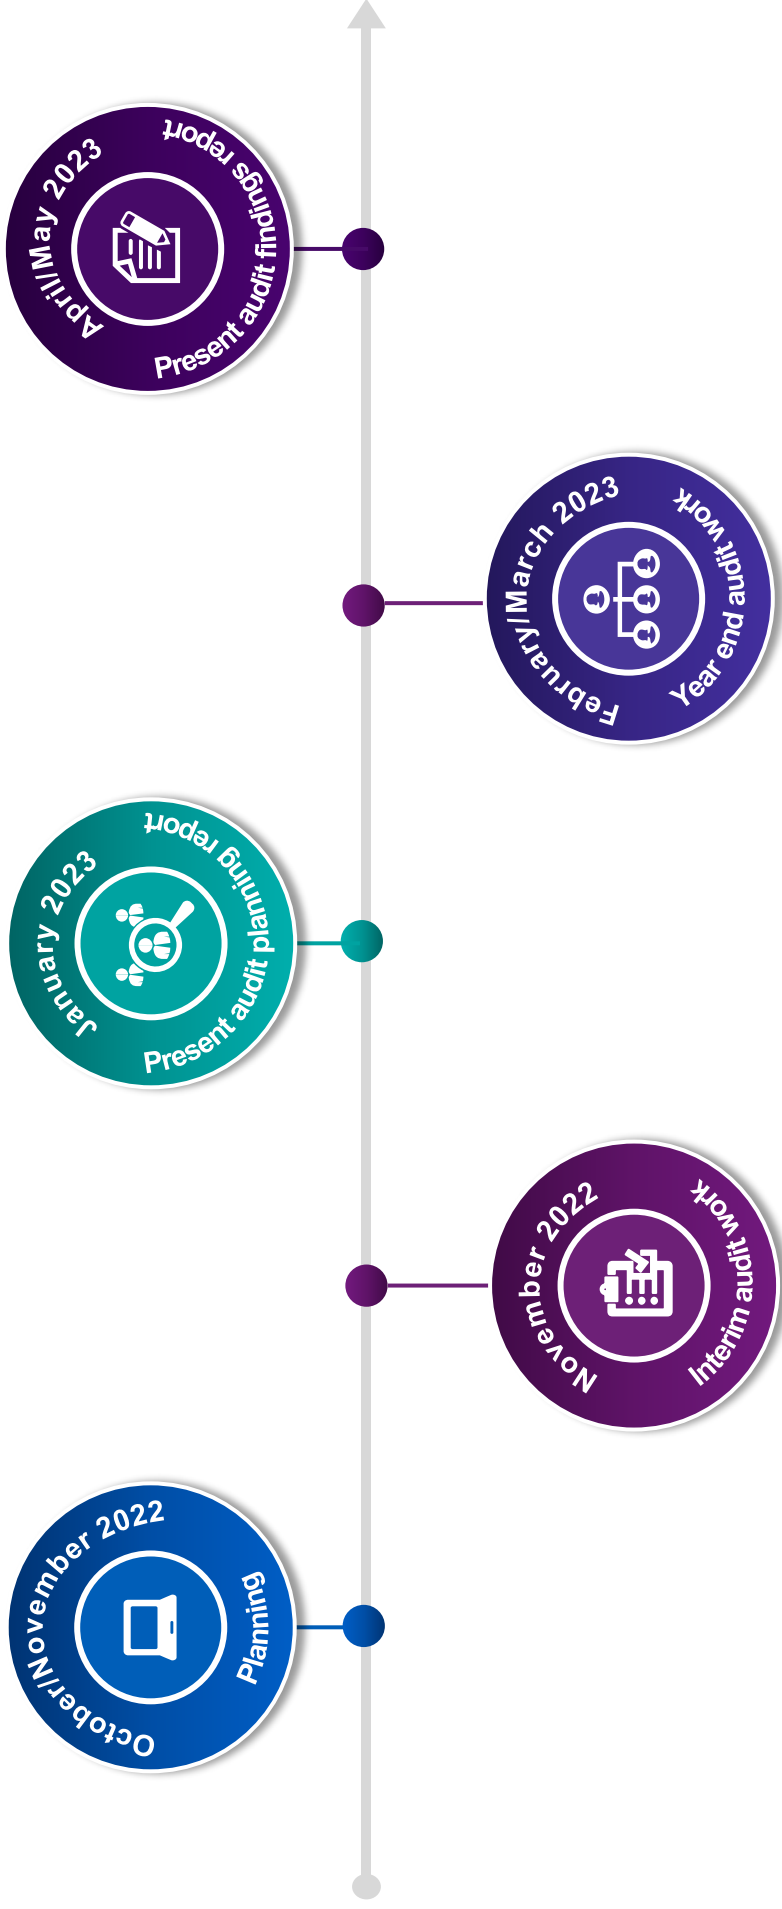 October/November 2022
Planning
November 2022
Interim audit work
January 2023
Present audit planning report
February/March 2023
Year end audit work
April/May 2023
Present audit findings report